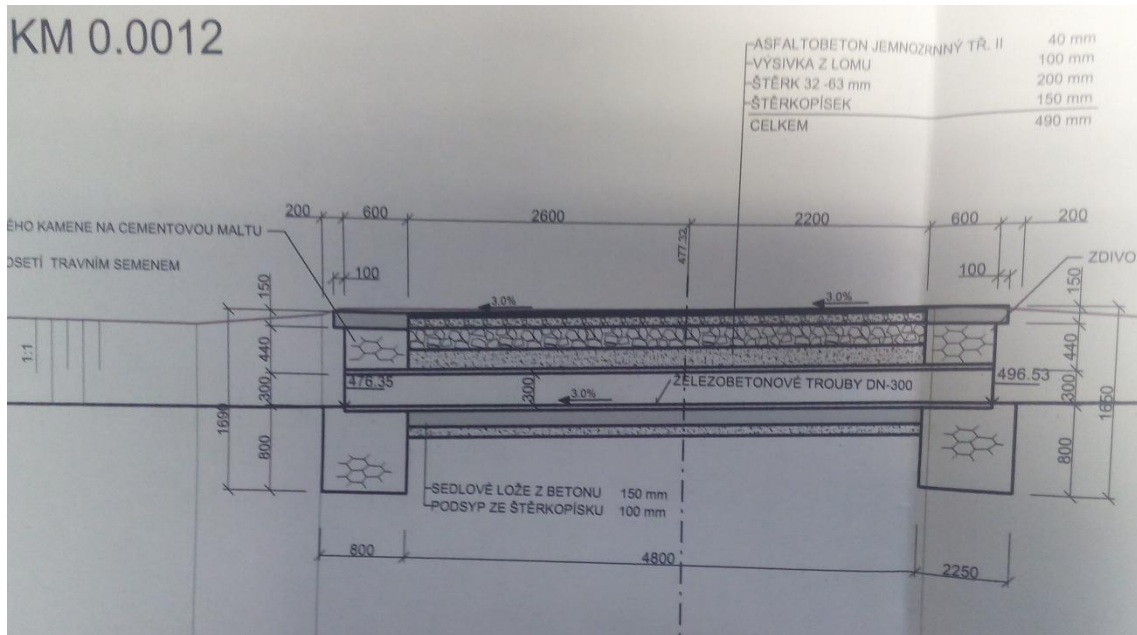 KM 0.0012
ASFALTOBETON JEMNOZRNNÝ TŘ. II 40 mm
VÝSIVKA Z LOMU 100 mm
ŠTĚRK 32 -63 mm 200 mm
ŠTĚRKOPÍSEK 150 mm
CELKEM 490 mm
200 600 2600 2200 600 200
ÉHO KAMENE NA CEMENTOVOU MALTU
477.32
OSETÍ TRAVNÍM SEMENEM
ZDIVO
100 100
150 150
3.0% 3.0%
1:1
440 440
476.35
300
ŽELEZOBETONOVÉ TROUBY DN-300
496.53
300 300
3.0%
1690 1650
800 800
SEDLOVÉ LOŽE Z BETONU 150 mm
PODSYP ZE ŠTĚRKOPÍSKU 100 mm
800 4800 2250